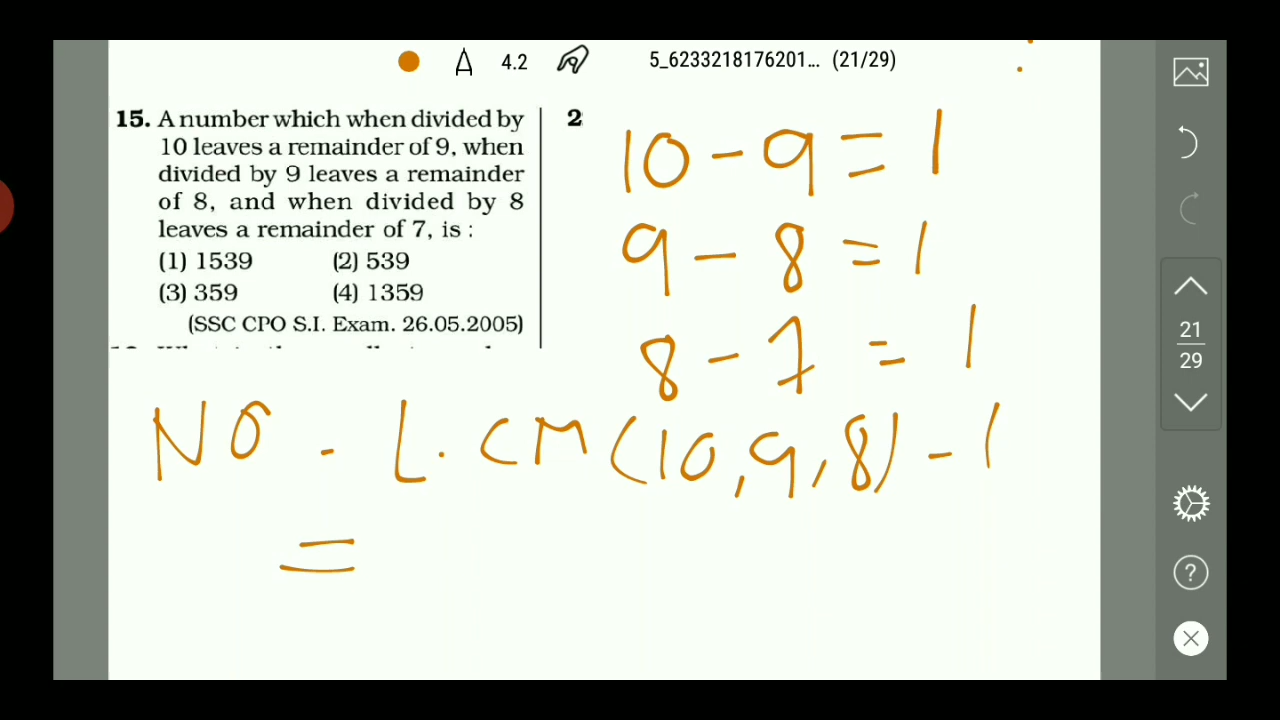 4.2 5_6233218176201... (21/29)
15. A number which when divided by
10 leaves a remainder of 9, when
divided by 9 leaves a remainder
of 8, and when divided by 8
leaves a remainder of 7, is :
(1) 1539 (2) 539
(3) 359 (4) 1359
(SSC CPO S.I. Exam. 26.05.2005)
2
10 - 9 = 1
9 - 8 = 1
8 - 7 = 1
NO - L.CM (10, 9, 8) - 1
=
21
29
?